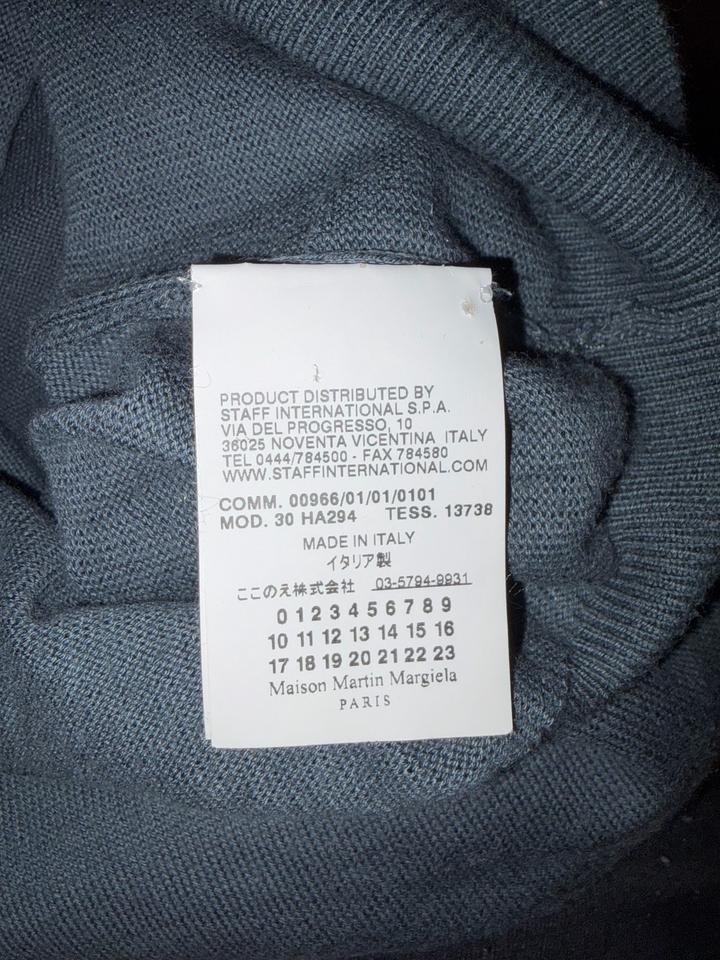 PRODUCT DISTRIBUTED BY
STAFF INTERNATIONAL S.P.A.
VIA DEL PROGRESSO, 10
36025 NOVENTA VICENTINA ITALY
TEL 0444/784500 - FAX 784580
WWW.STAFFINTERNATIONAL.COM
COMM. 00966/01/01/0101
MOD. 30 HA294 TESS. 13738
MADE IN ITALY
イタリア製
ここのえ株式会社 03-5794-9931
0 1 2 3 4 5 6 7 8 9
10 11 12 13 14 15 16
17 18 19 20 21 22 23
Maison Martin Margiela
PARIS